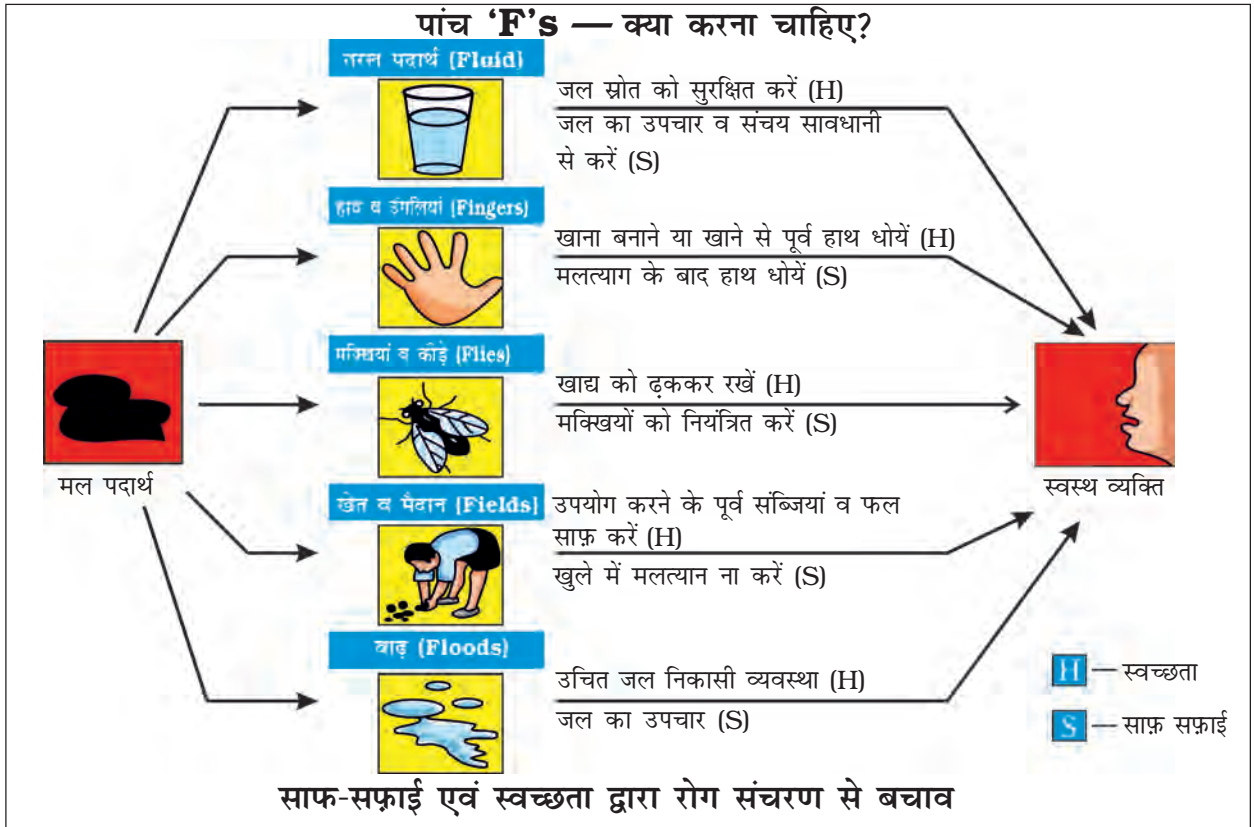 पांच ‘F’s — क्या करना चाहिए?
तरल पदार्थ (Fluid)
जल स्रोत को सुरक्षित करें (H)
जल का उपचार व संचय सावधानी
से करें (S)
हाथ व उंगलियां (Fingers)
खाना बनाने या खाने से पूर्व हाथ धोयें (H)
मलत्याग के बाद हाथ धोयें (S)
मक्खियां व कीड़े (Flies)
खाद्य को ढ़ककर रखें (H)
मक्खियों को नियंत्रित करें (S)
मल पदार्थ
स्वस्थ व्यक्ति
खेत व मैदान (Fields)
उपयोग करने के पूर्व संब्जियां व फल
साफ़ करें (H)
खुले में मलत्यान ना करें (S)
बाढ़ (Floods)
उचित जल निकासी व्यवस्था (H)
जल का उपचार (S)
H — स्वच्छता
S — साफ़ सफ़ाई
साफ-सफ़ाई एवं स्वच्छता द्वारा रोग संचरण से बचाव